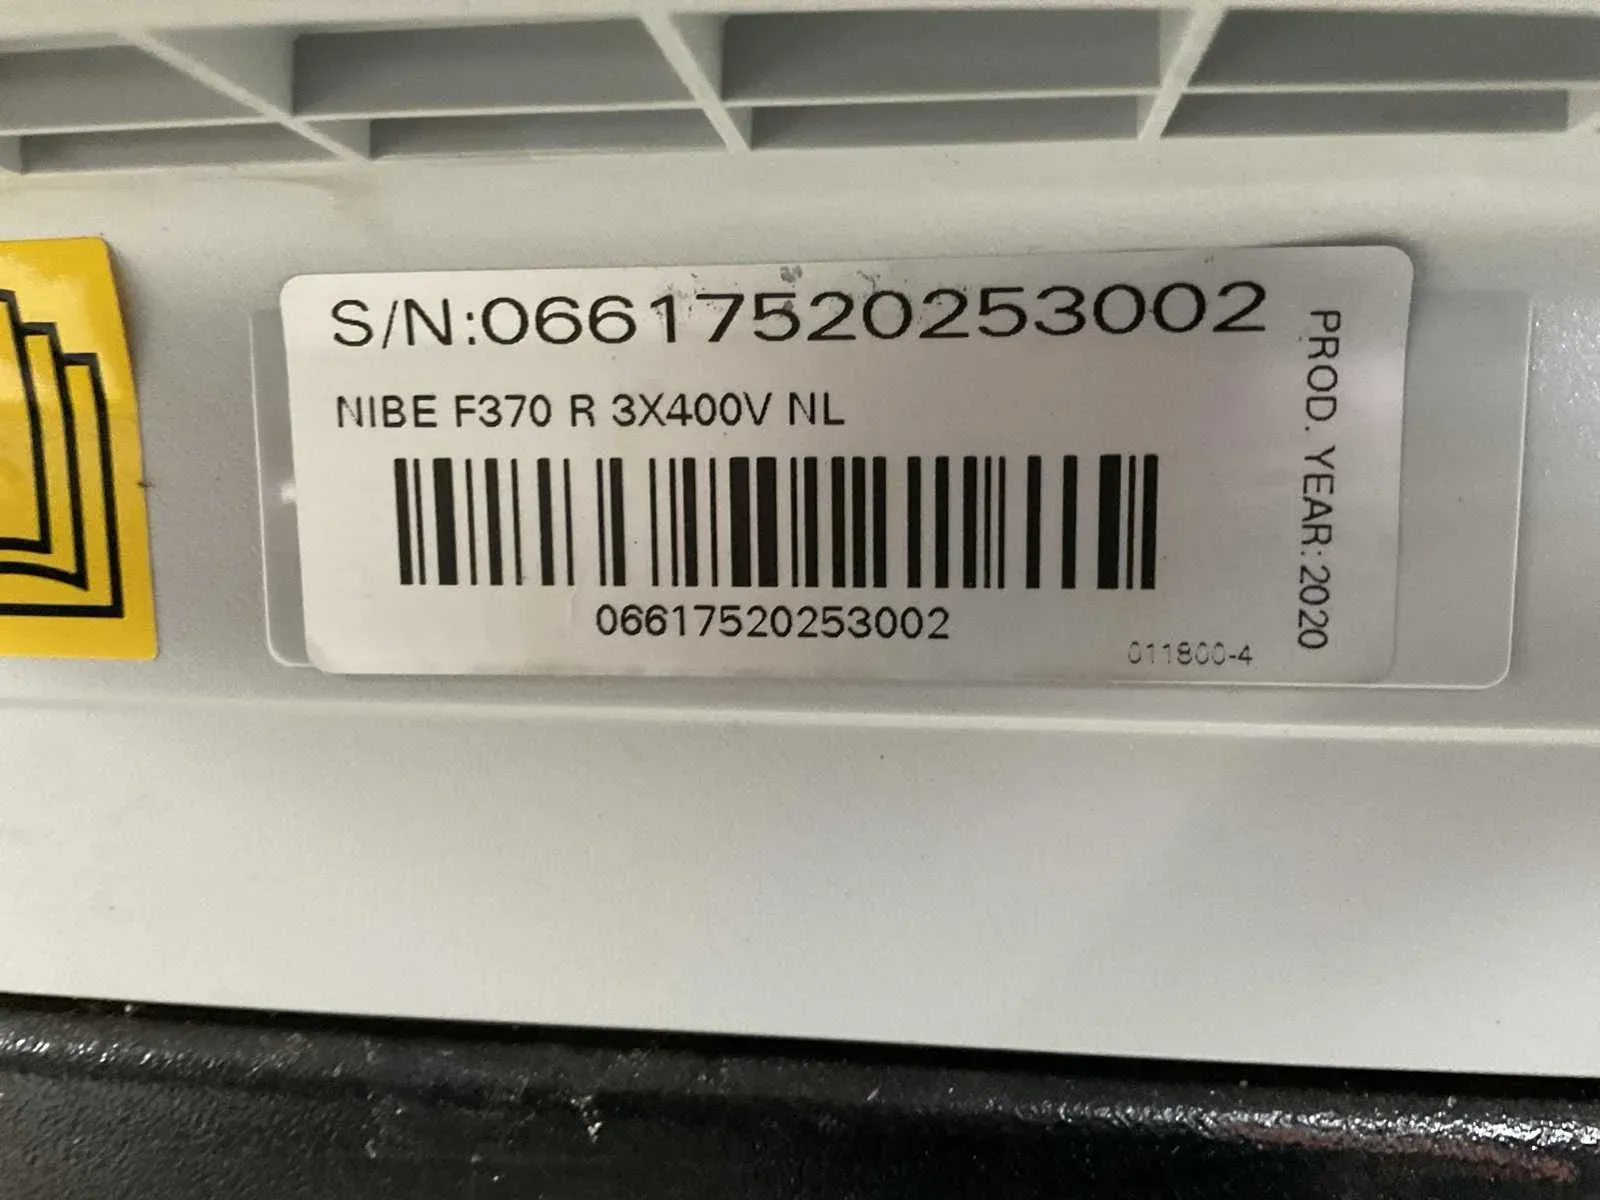 S/N:06617520253002
NIBE F370 R 3X400V NL
06617520253002
011800-4
PROD. YEAR:2020